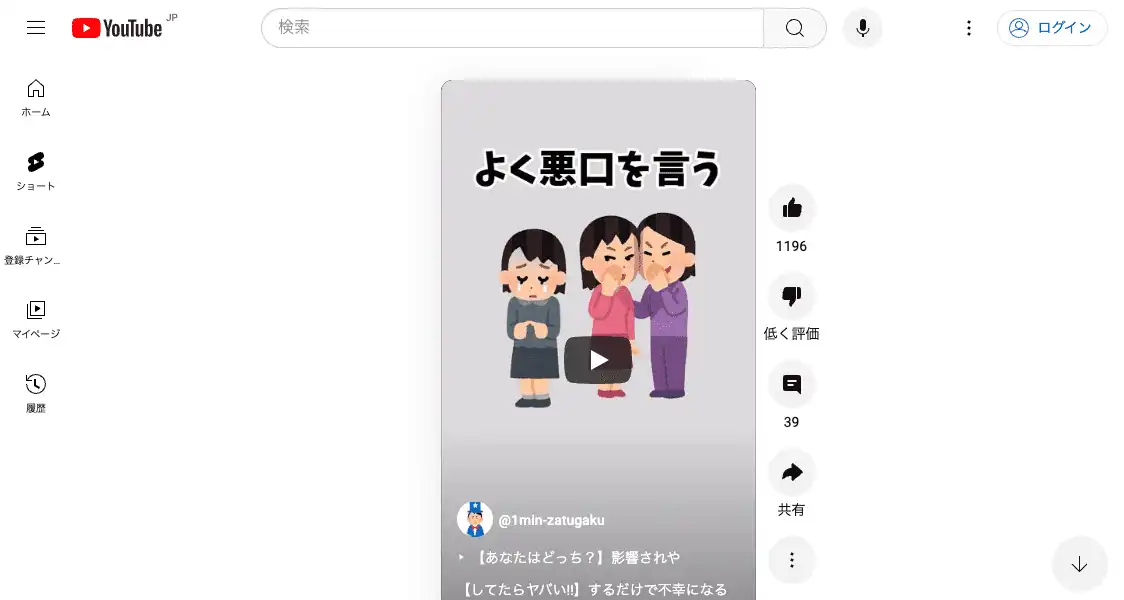 YouTube JP
検索
ログイン
ホーム
ショート
登録チャン...
マイページ
履歴
よく悪口を言う
1196
低く評価
39
共有
@1min-zatugaku
【あなたはどっち？】影響されや
【してたらヤバい!!】するだけで不幸になる